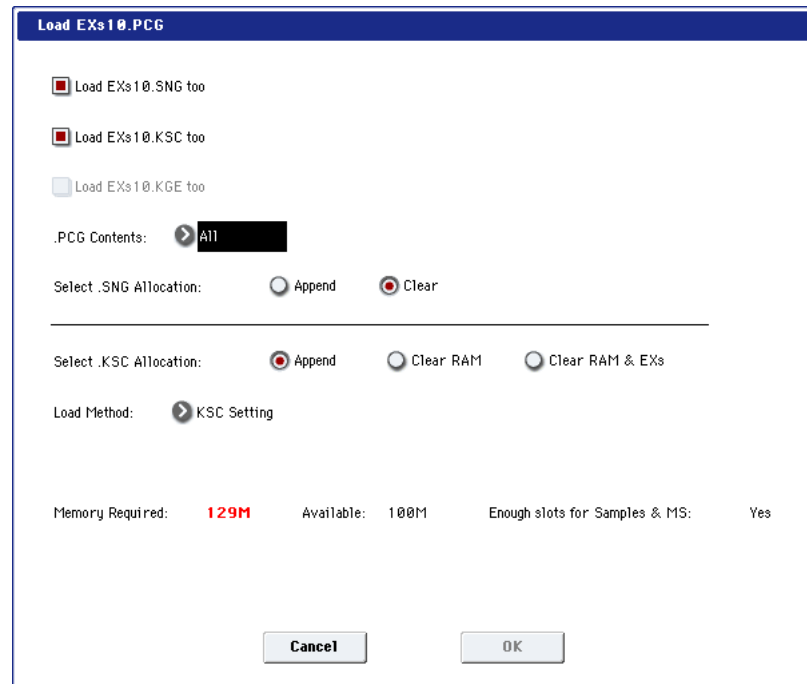 Load EXs10.PCG
Load EXs10.SNG too
Load EXs10.KSC too
Load EXs10.KGE too
.PCG Contents: All
Select .SNG Allocation: Append Clear
Select .KSC Allocation: Append Clear RAM Clear RAM & EXs
Load Method: KSC Setting
Memory Required: 129M Available: 100M Enough slots for Samples & MS: Yes
Cancel OK